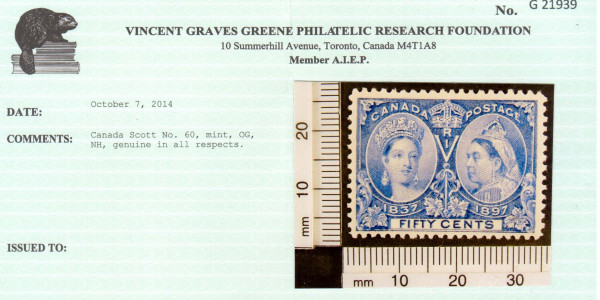 No. G 21939
VINCENT GRAVES GREENE PHILATELIC RESEARCH FOUNDATION
10 Summerhill Avenue, Toronto, Canada M4T1A8
Member A.I.E.P.
DATE: October 7, 2014
COMMENTS: Canada Scott No. 60, mint, OG,
NH, genuine in all respects.
ISSUED TO:
20
10
mm
CANADA POSTAGE
V R I
1837 1897
FIFTY CENTS
mm 10 20 30